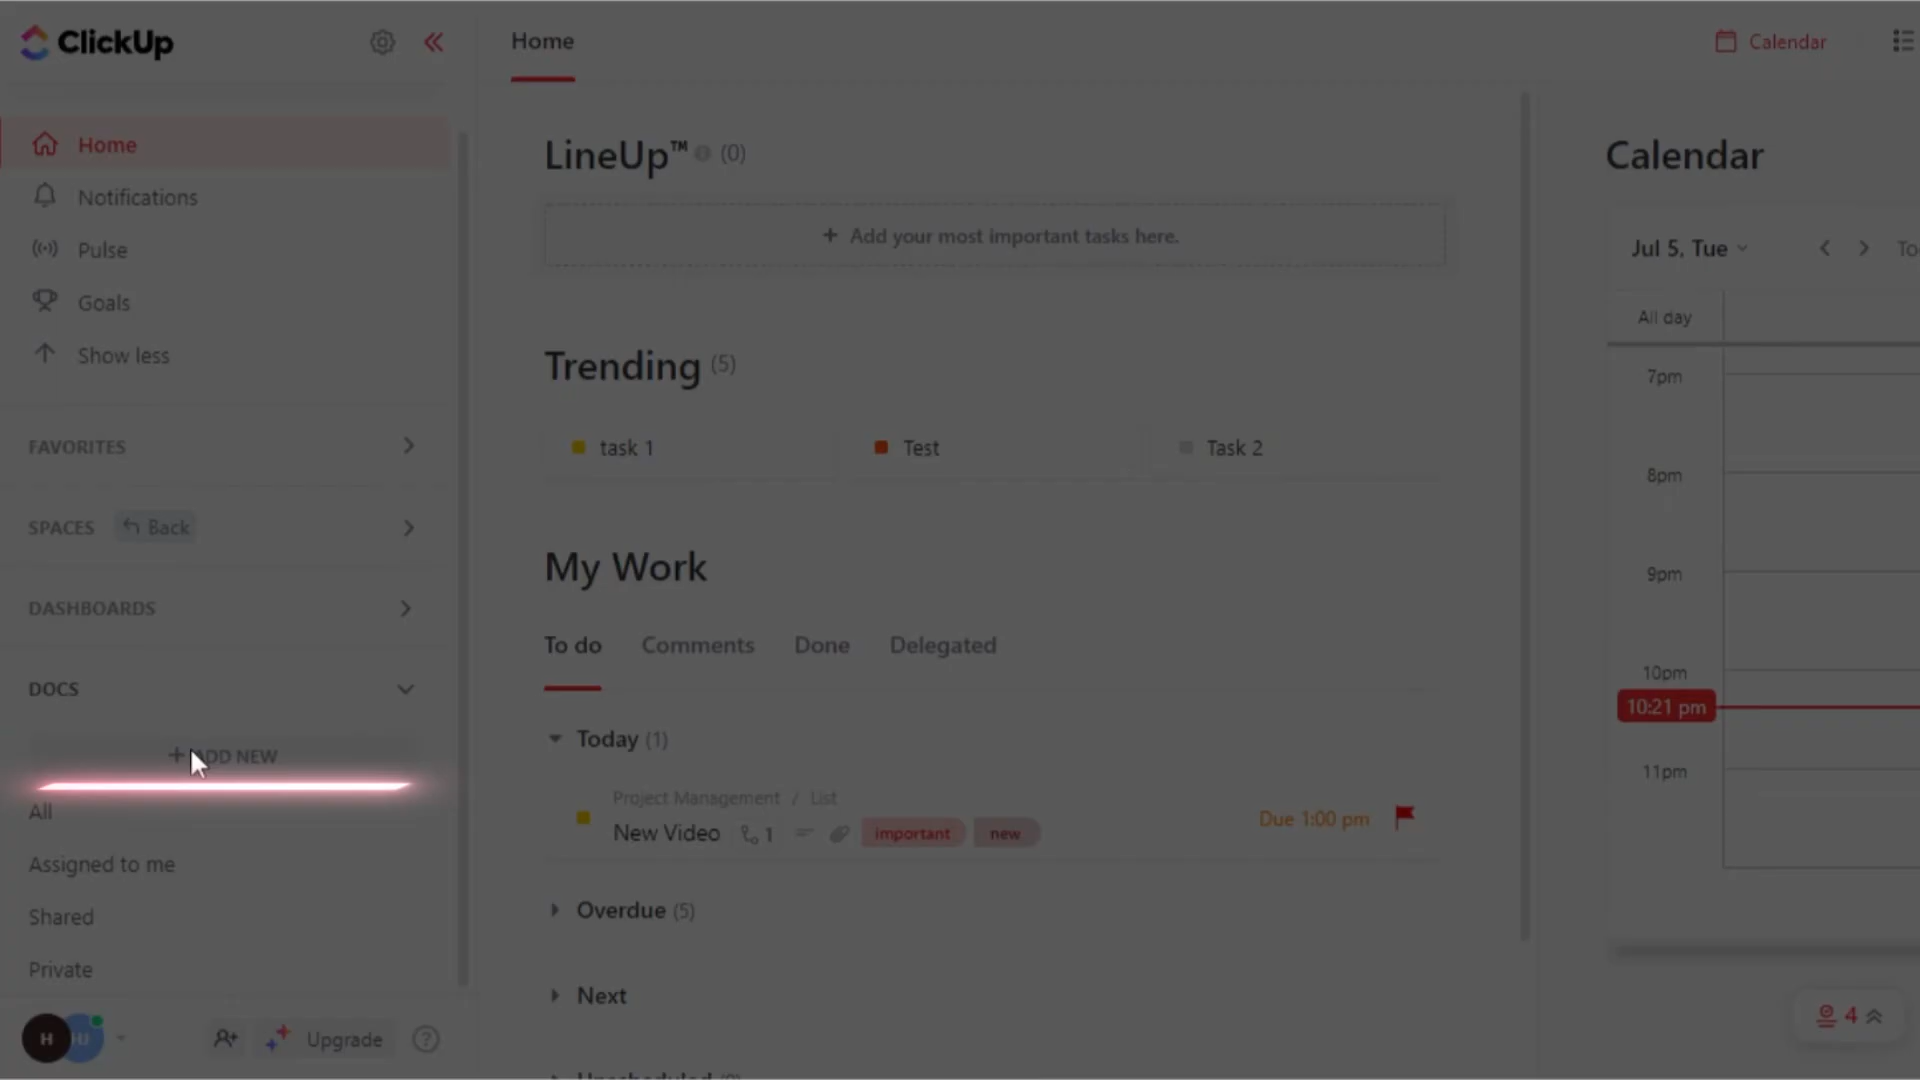 ClickUp
Home
Calendar
Home
Notifications
Pulse
Goals
Show less
FAVORITES
SPACES Back
DASHBOARDS
DOCS
+ ADD NEW
All
Assigned to me
Shared
Private
H HJ
Upgrade
?
LineUp™ (0)
+ Add your most important tasks here.
Trending (5)
task 1
Test
Task 2
My Work
To do Comments Done Delegated
Today (1)
Project Management / List
New Video 1 important new
Due 1:00 pm
Overdue (5)
Next
Calendar
Jul 5, Tue
All day
7pm
8pm
9pm
10pm
10:21 pm
11pm
4